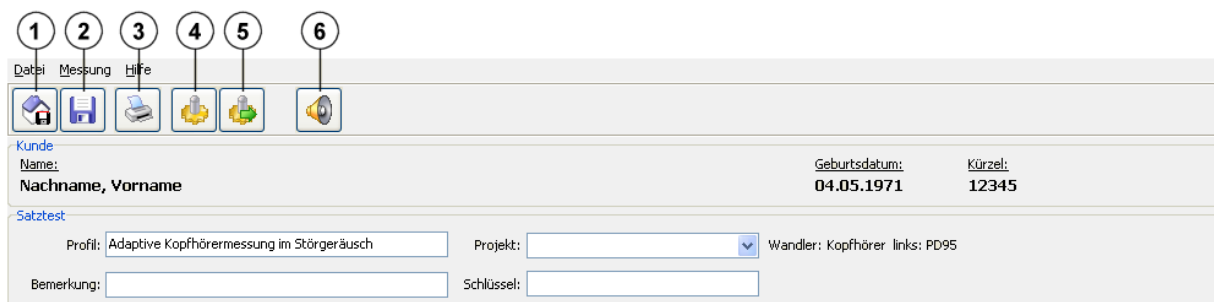 1 2 3 4 5 6
Datei Messung Hilfe
Kunde
Name: Geburtsdatum: Kürzel:
Nachname, Vorname 04.05.1971 12345
Satztest
Profil: Adaptive Kopfhörermessung im Störgeräusch Projekt: Wandler: Kopfhörer links: PD95
Bemerkung: Schlüssel: